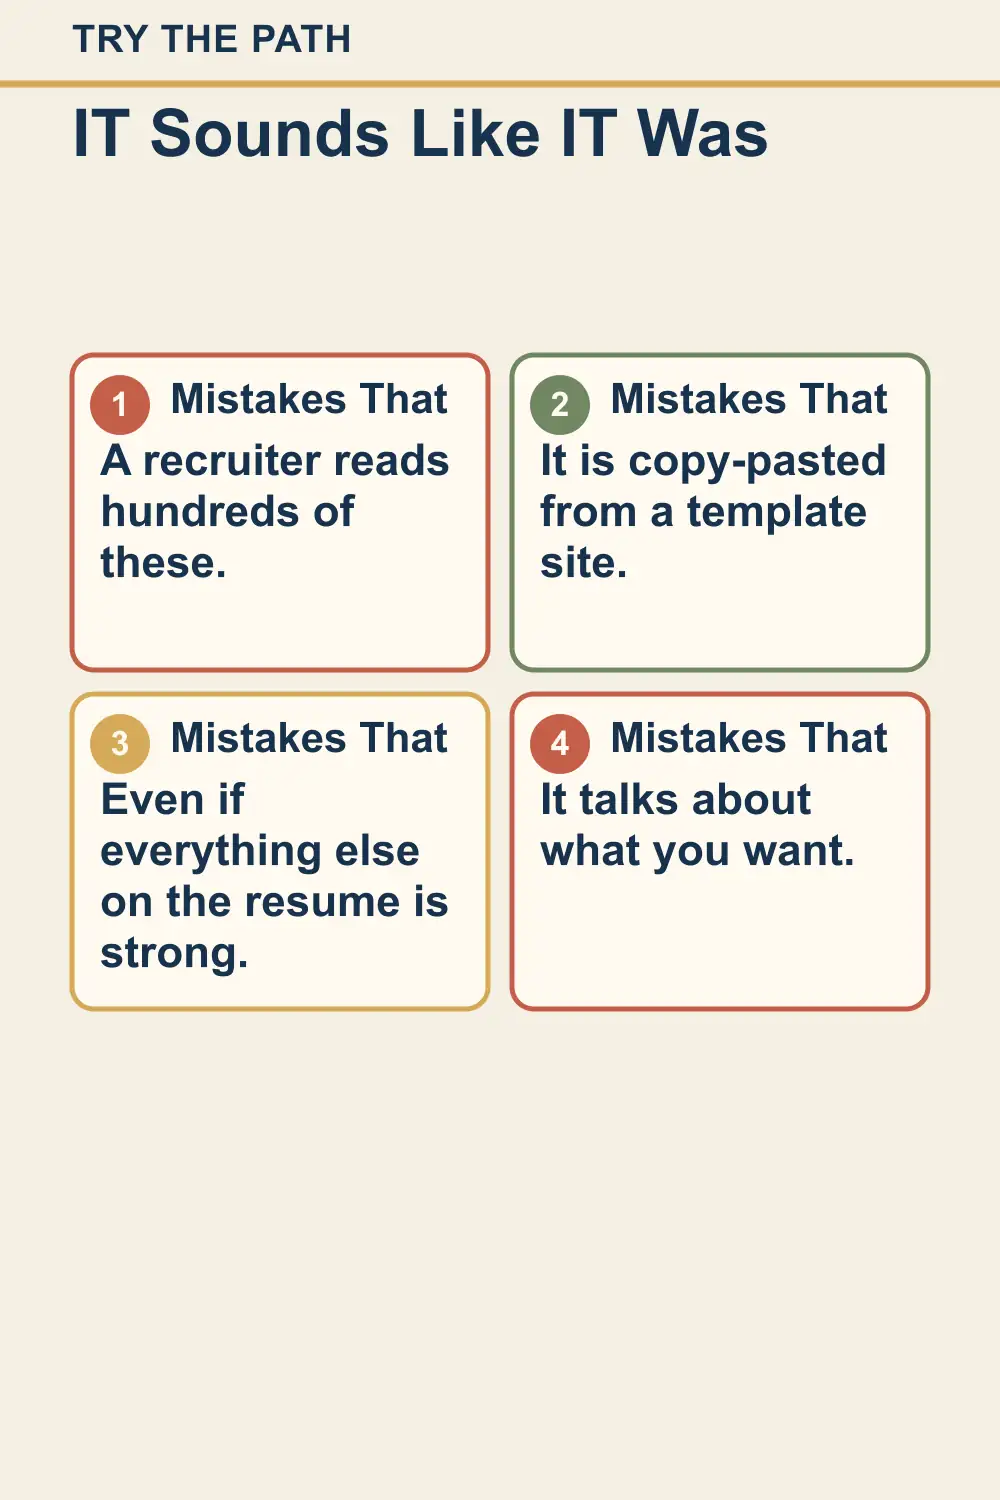 TRY THE PATH
IT Sounds Like IT Was
1 Mistakes That
A recruiter reads
hundreds of
these.
2 Mistakes That
It is copy-pasted
from a template
site.
3 Mistakes That
Even if
everything else
on the resume is
strong.
4 Mistakes That
It talks about
what you want.